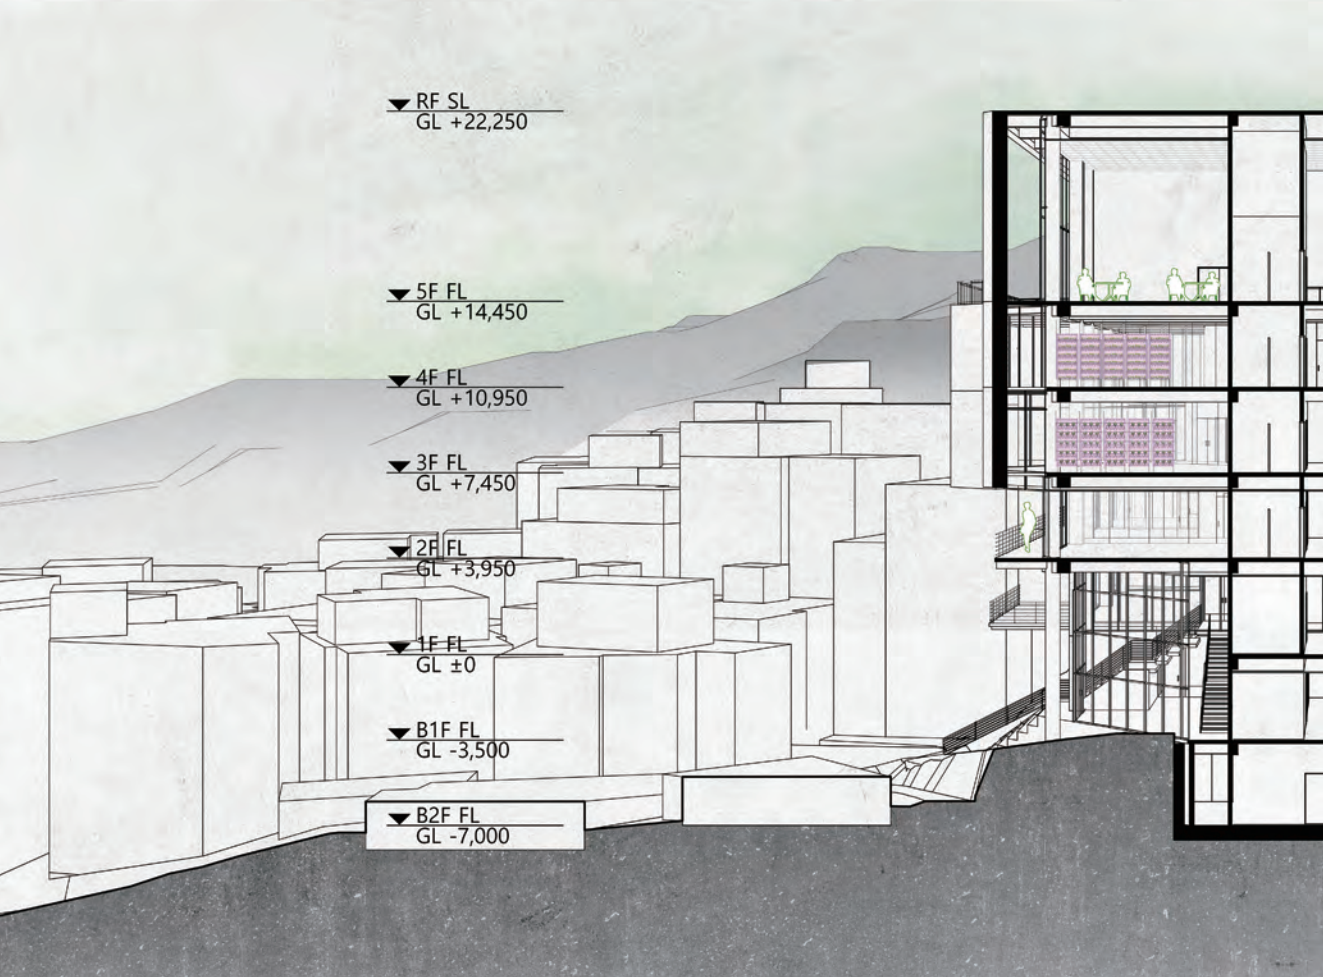 RF SL
GL +22,250
5F FL
GL +14,450
4F FL
GL +10,950
3F FL
GL +7,450
2F FL
GL +3,950
1F FL
GL ±0
B1F FL
GL -3,500
B2F FL
GL -7,000